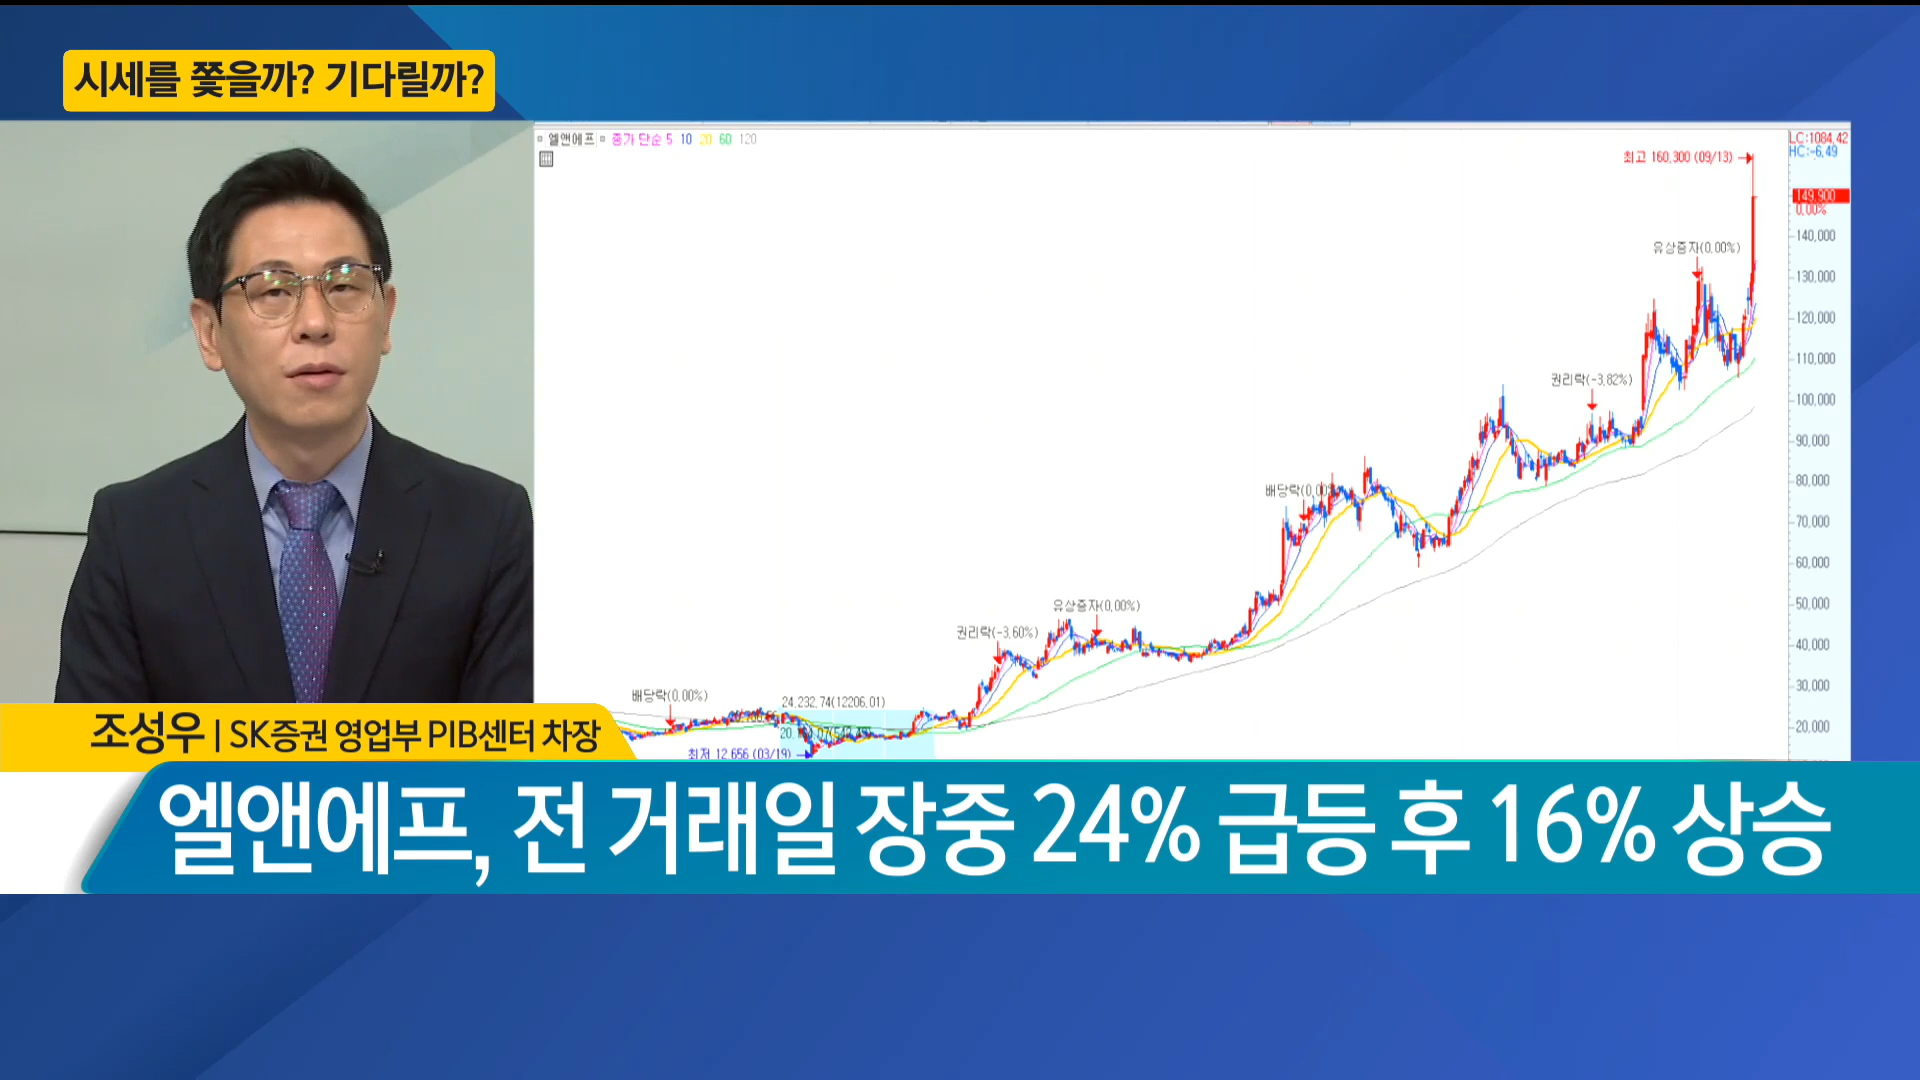 시세를 쫓을까? 기다릴까?
엘앤에프 종가 단순 5 10 20 60 120
LC:1084.42
HC:-6.49
최고 160,300 (09/13)
149,900
0.00%
140,000
유상증자(0.00%)
130,000
120,000
110,000
권리락(-3.82%)
100,000
90,000
배당락(0.00%)
80,000
70,000
60,000
유상증자(0.00%)
50,000
권리락(-3.60%)
40,000
30,000
배당락(0.00%)
24,232.74(12206.01)
20,000
최저 12,656 (03/19)
조성우 | SK증권 영업부 PIB센터 차장
엘앤에프, 전 거래일 장중 24% 급등 후 16% 상승